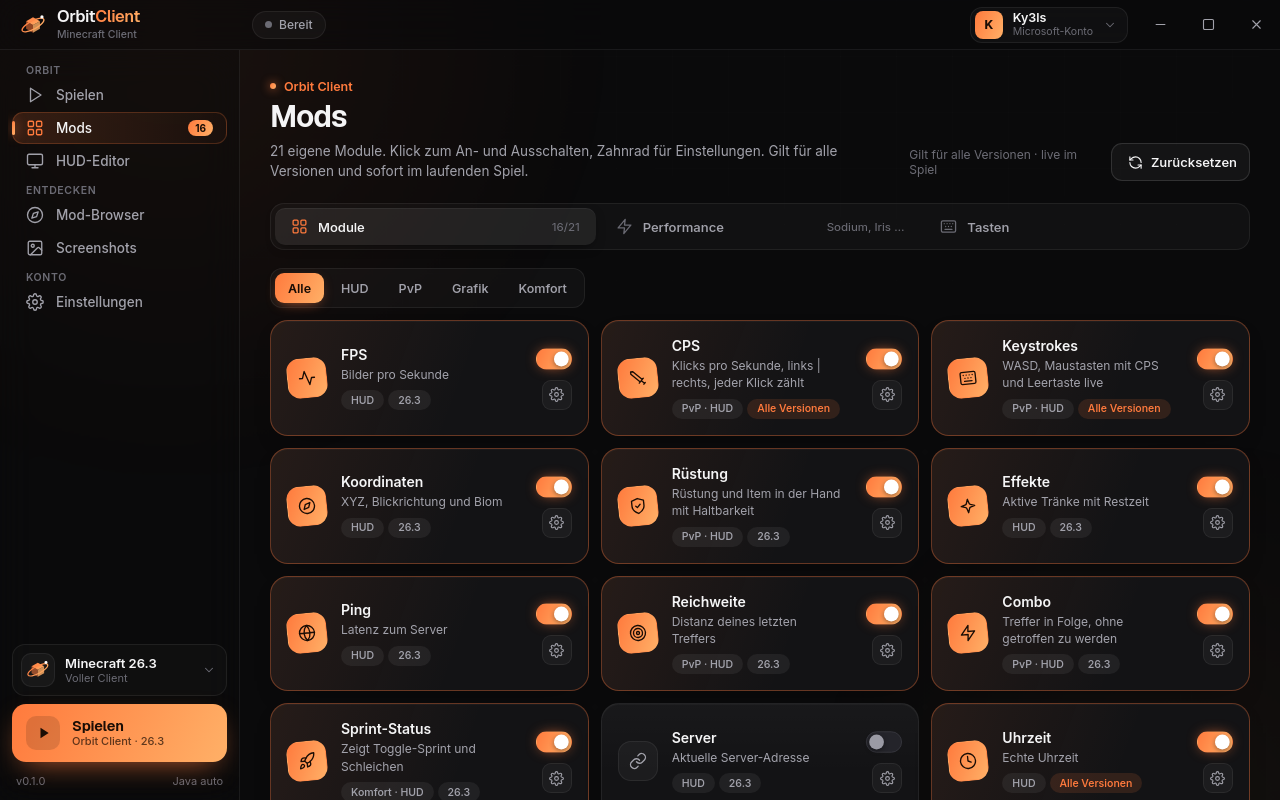 OrbitClient
Minecraft Client
Bereit
K
Ky3ls
Microsoft-Konto
ORBIT
Spielen
Mods
16
HUD-Editor
ENTDECKEN
Mod-Browser
Screenshots
KONTO
Einstellungen
Minecraft 26.3
Voller Client
Spielen
Orbit Client · 26.3
v0.1.0
Java auto
Orbit Client
Mods
21 eigene Module. Klick zum An- und Ausschalten, Zahnrad für Einstellungen. Gilt für alle
Versionen und sofort im laufenden Spiel.
Gilt für alle Versionen · live im
Spiel
Zurücksetzen
Module
16/21
Performance
Sodium, Iris ...
Tasten
Alle
HUD
PvP
Grafik
Komfort
FPS
Bilder pro Sekunde
HUD
26.3
CPS
Klicks pro Sekunde, links |
rechts, jeder Klick zählt
PvP · HUD
Alle Versionen
Keystrokes
WASD, Maustasten mit CPS
und Leertaste live
PvP · HUD
Alle Versionen
Koordinaten
XYZ, Blickrichtung und Biom
HUD
26.3
Rüstung
Rüstung und Item in der Hand
mit Haltbarkeit
PvP · HUD
26.3
Effekte
Aktive Tränke mit Restzeit
HUD
26.3
Ping
Latenz zum Server
HUD
26.3
Reichweite
Distanz deines letzten
Treffers
PvP · HUD
26.3
Combo
Treffer in Folge, ohne
getroffen zu werden
PvP · HUD
26.3
Sprint-Status
Zeigt Toggle-Sprint und
Schleichen
Komfort · HUD
26.3
Server
Aktuelle Server-Adresse
HUD
26.3
Uhrzeit
Echte Uhrzeit
HUD
Alle Versionen